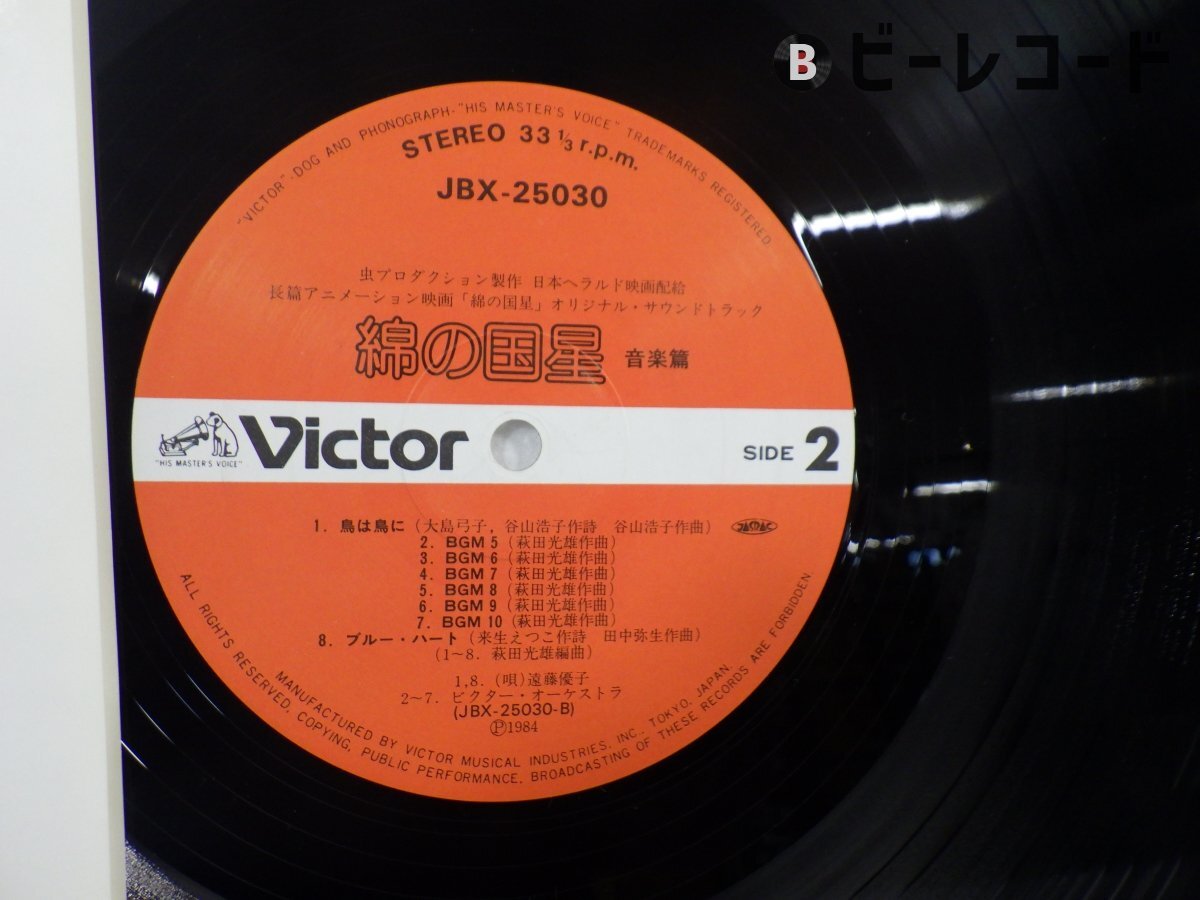 B ビーレコード
"VICTOR"-DOG AND PHONOGRAPH-"HIS MASTER'S VOICE" TRADEMARKS REGISTERED.
STEREO 33 1/3 r.p.m.
JBX-25030
虫プロダクション製作 日本ヘラルド映画配給
長篇アニメーション映画「綿の国星」オリジナル・サウンドトラック
綿の国星 音楽篇
"HIS MASTER'S VOICE" Victor SIDE 2
1. 鳥は鳥に (大島弓子, 谷山浩子作詩 谷山浩子作曲) JASRAC
2. BGM 5 (萩田光雄作曲)
3. BGM 6 (萩田光雄作曲)
4. BGM 7 (萩田光雄作曲)
5. BGM 8 (萩田光雄作曲)
6. BGM 9 (萩田光雄作曲)
7. BGM 10 (萩田光雄作曲)
8. ブルー・ハート (来生えつこ作詩 田中弥生作曲)
(1~8. 萩田光雄編曲)
1,8. (唄)遠藤優子
2~7. ビクター・オーケストラ
(JBX-25030-B)
Ⓟ1984
MANUFACTURED BY VICTOR MUSICAL INDUSTRIES, INC., TOKYO, JAPAN.
ALL RIGHTS RESERVED. COPYING, PUBLIC PERFORMANCE, BROADCASTING OF THESE RECORDS ARE FORBIDDEN